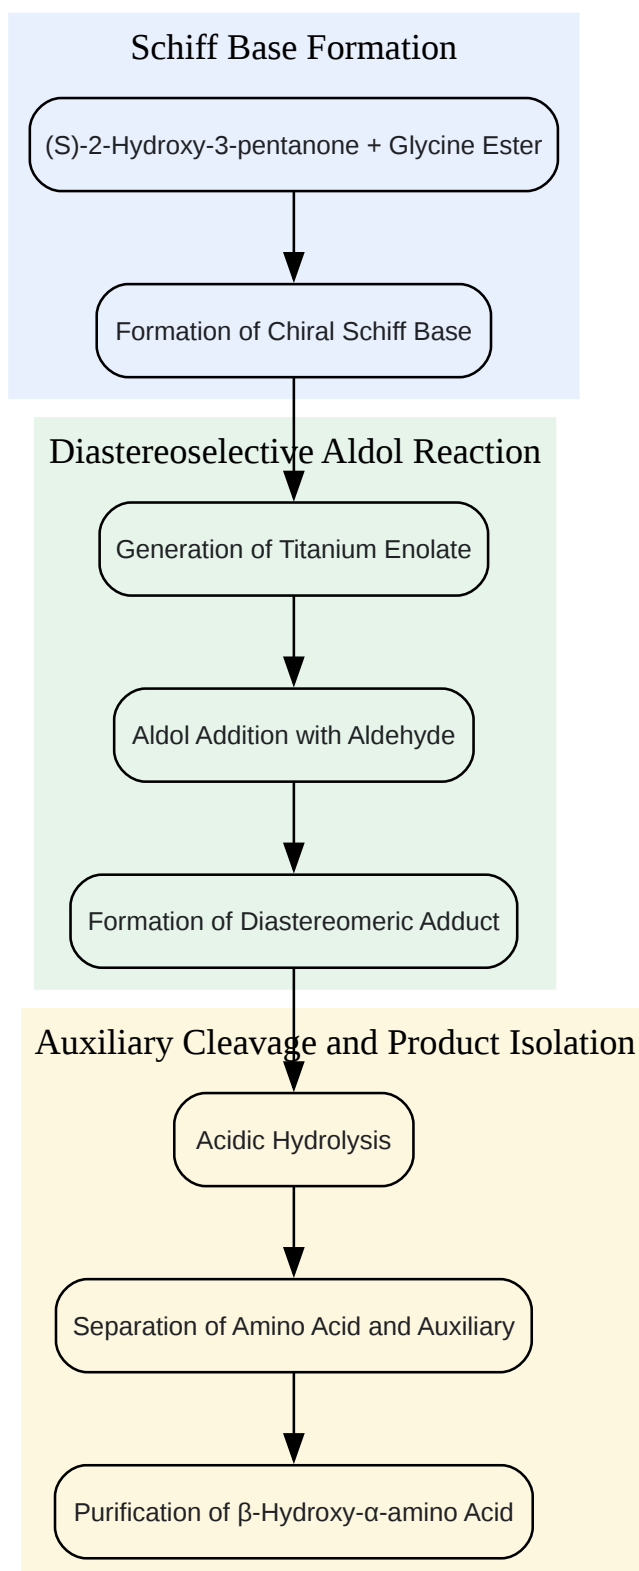 Schiff Base Formation
(S)-2-Hydroxy-3-pentanone + Glycine Ester
Formation of Chiral Schiff Base
Diastereoselective Aldol Reaction
Generation of Titanium Enolate
Aldol Addition with Aldehyde
Formation of Diastereomeric Adduct
Auxiliary Cleavage and Product Isolation
Acidic Hydrolysis
Separation of Amino Acid and Auxiliary
Purification of β-Hydroxy-α-amino Acid